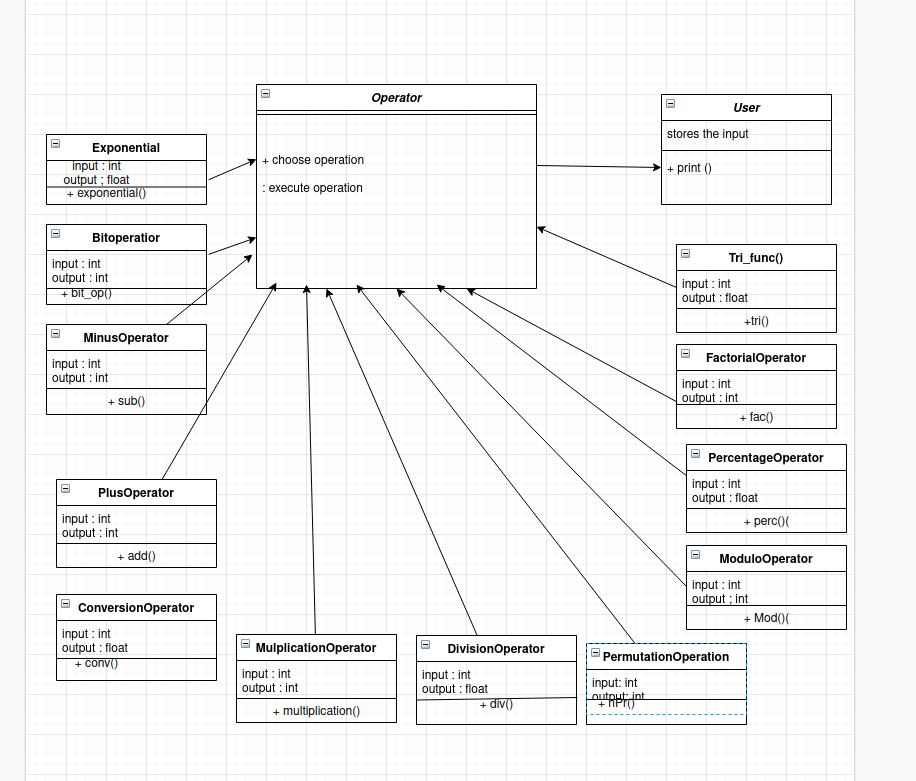 Operator
+ choose operation
: execute operation
User
stores the input
+ print ()
Exponential
input : int
output ; float
+ exponential()
Bitoperatior
input : int
output : int
+ bit_op()
MinusOperator
input : int
output : int
+ sub()
PlusOperator
input : int
output : int
+ add()
ConversionOperator
input : int
output : float
+ conv()
MulplicationOperator
input : int
output : int
+ multiplication()
DivisionOperator
input : int
output : float
+ div()
PermutationOperation
input: int
output: int
+ nPr()
Tri_func()
input : int
output : float
+tri()
FactorialOperator
input : int
output : int
+ fac()
PercentageOperator
input : int
output : float
+ perc()(
ModuloOperator
input : int
output ; int
+ Mod()(